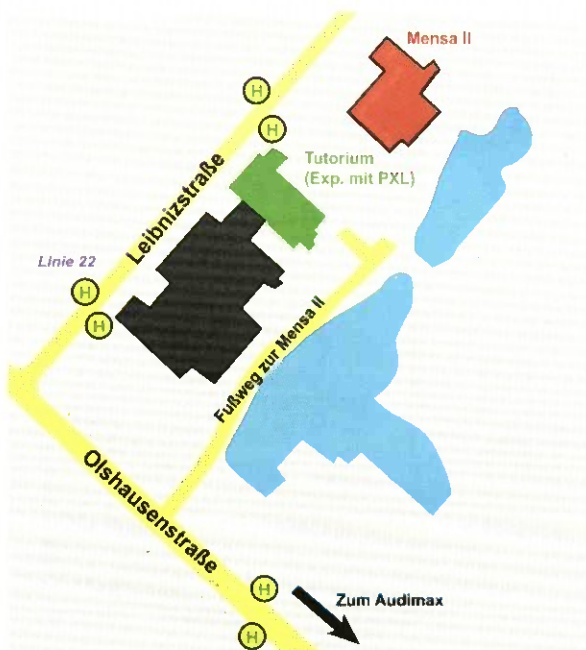 Mensa II
H
H
Tutorium
(Exp. mit PXL)
Leibnizstraße
Linie 22
H
H
Fußweg zur Mensa II
Olshausenstraße
H
Zum Audimax
H